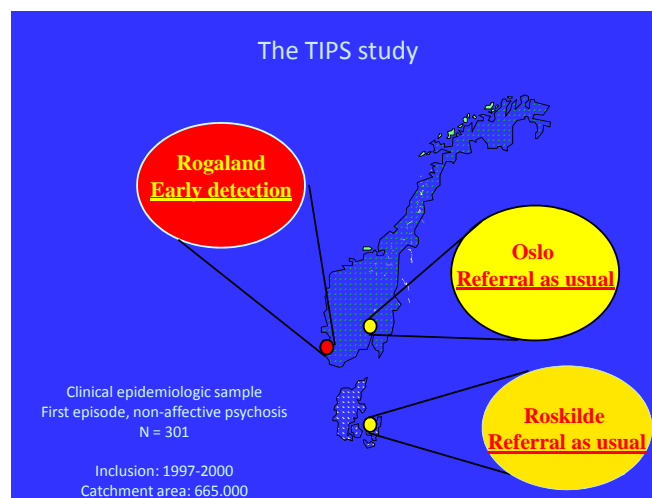 The TIPS study
Rogaland
Early detection
Oslo
Referral as usual
Roskilde
Referral as usual
Clinical epidemiologic sample
First episode, non-affective psychosis
N = 301
Inclusion: 1997-2000
Catchment area: 665.000